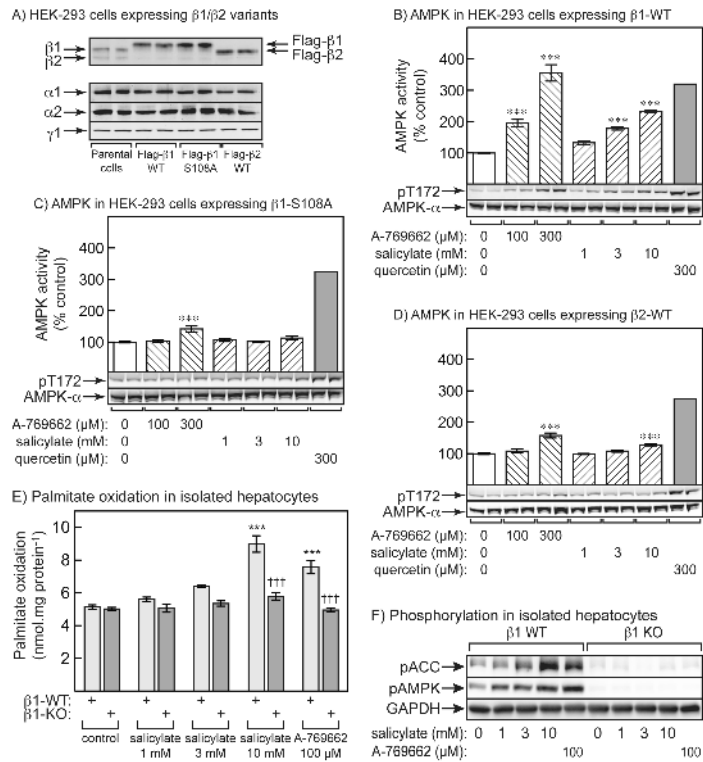 A) HEK-293 cells expressing β1/β2 variants
β1
β2
Flag-β1
Flag-β2
α1
α2
γ1
Parental cells
Flag-β1 WT
Flag-β1 S108A
Flag-β2 WT
B) AMPK in HEK-293 cells expressing β1-WT
AMPK activity
(% control)
400
300
200
100
***
***
***
***
pT172
AMPK-α
A-769662 (μM): 0 100 300
salicylate (mM): 0 1 3 10
quercetin (μM): 0 300
C) AMPK in HEK-293 cells expressing β1-S108A
AMPK activity
(% control)
400
300
200
100
***
pT172
AMPK-α
A-769662 (μM): 0 100 300
salicylate (mM): 0 1 3 10
quercetin (μM): 0 300
D) AMPK in HEK-293 cells expressing β2-WT
AMPK activity
(% control)
400
300
200
100
***
***
pT172
AMPK-α
A-769662 (μM): 0 100 300
salicylate (mM): 0 1 3 10
quercetin (μM): 0 300
E) Palmitate oxidation in isolated hepatocytes
Palmitate oxidation
(nmol.mg protein⁻¹)
10
8
6
4
***
†††
***
†††
β1-WT: + + + + +
β1-KO: + + + + +
control
salicylate 1 mM
salicylate 3 mM
salicylate 10 mM
A-769662 100 μM
F) Phosphorylation in isolated hepatocytes
β1 WT β1 KO
pACC
pAMPK
GAPDH
salicylate (mM): 0 1 3 10 0 1 3 10
A-769662 (μM): 100 100